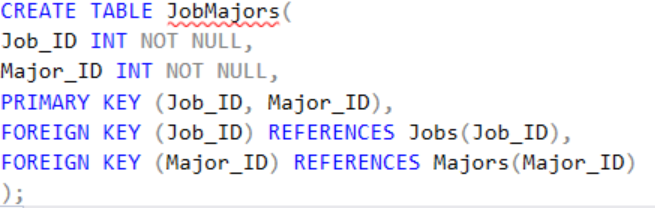 CREATE TABLE JobMajors(
Job_ID INT NOT NULL,
Major_ID INT NOT NULL,
PRIMARY KEY (Job_ID, Major_ID),
FOREIGN KEY (Job_ID) REFERENCES Jobs(Job_ID),
FOREIGN KEY (Major_ID) REFERENCES Majors(Major_ID)
);